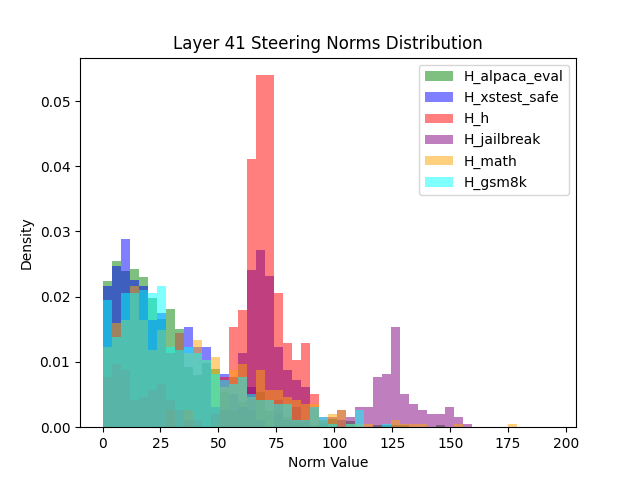 Layer 41 Steering Norms Distribution
H_alpaca_eval
H_xstest_safe
H_h
H_jailbreak
H_math
H_gsm8k
Density
0.05
0.04
0.03
0.02
0.01
0.00
0 25 50 75 100 125 150 175 200
Norm Value